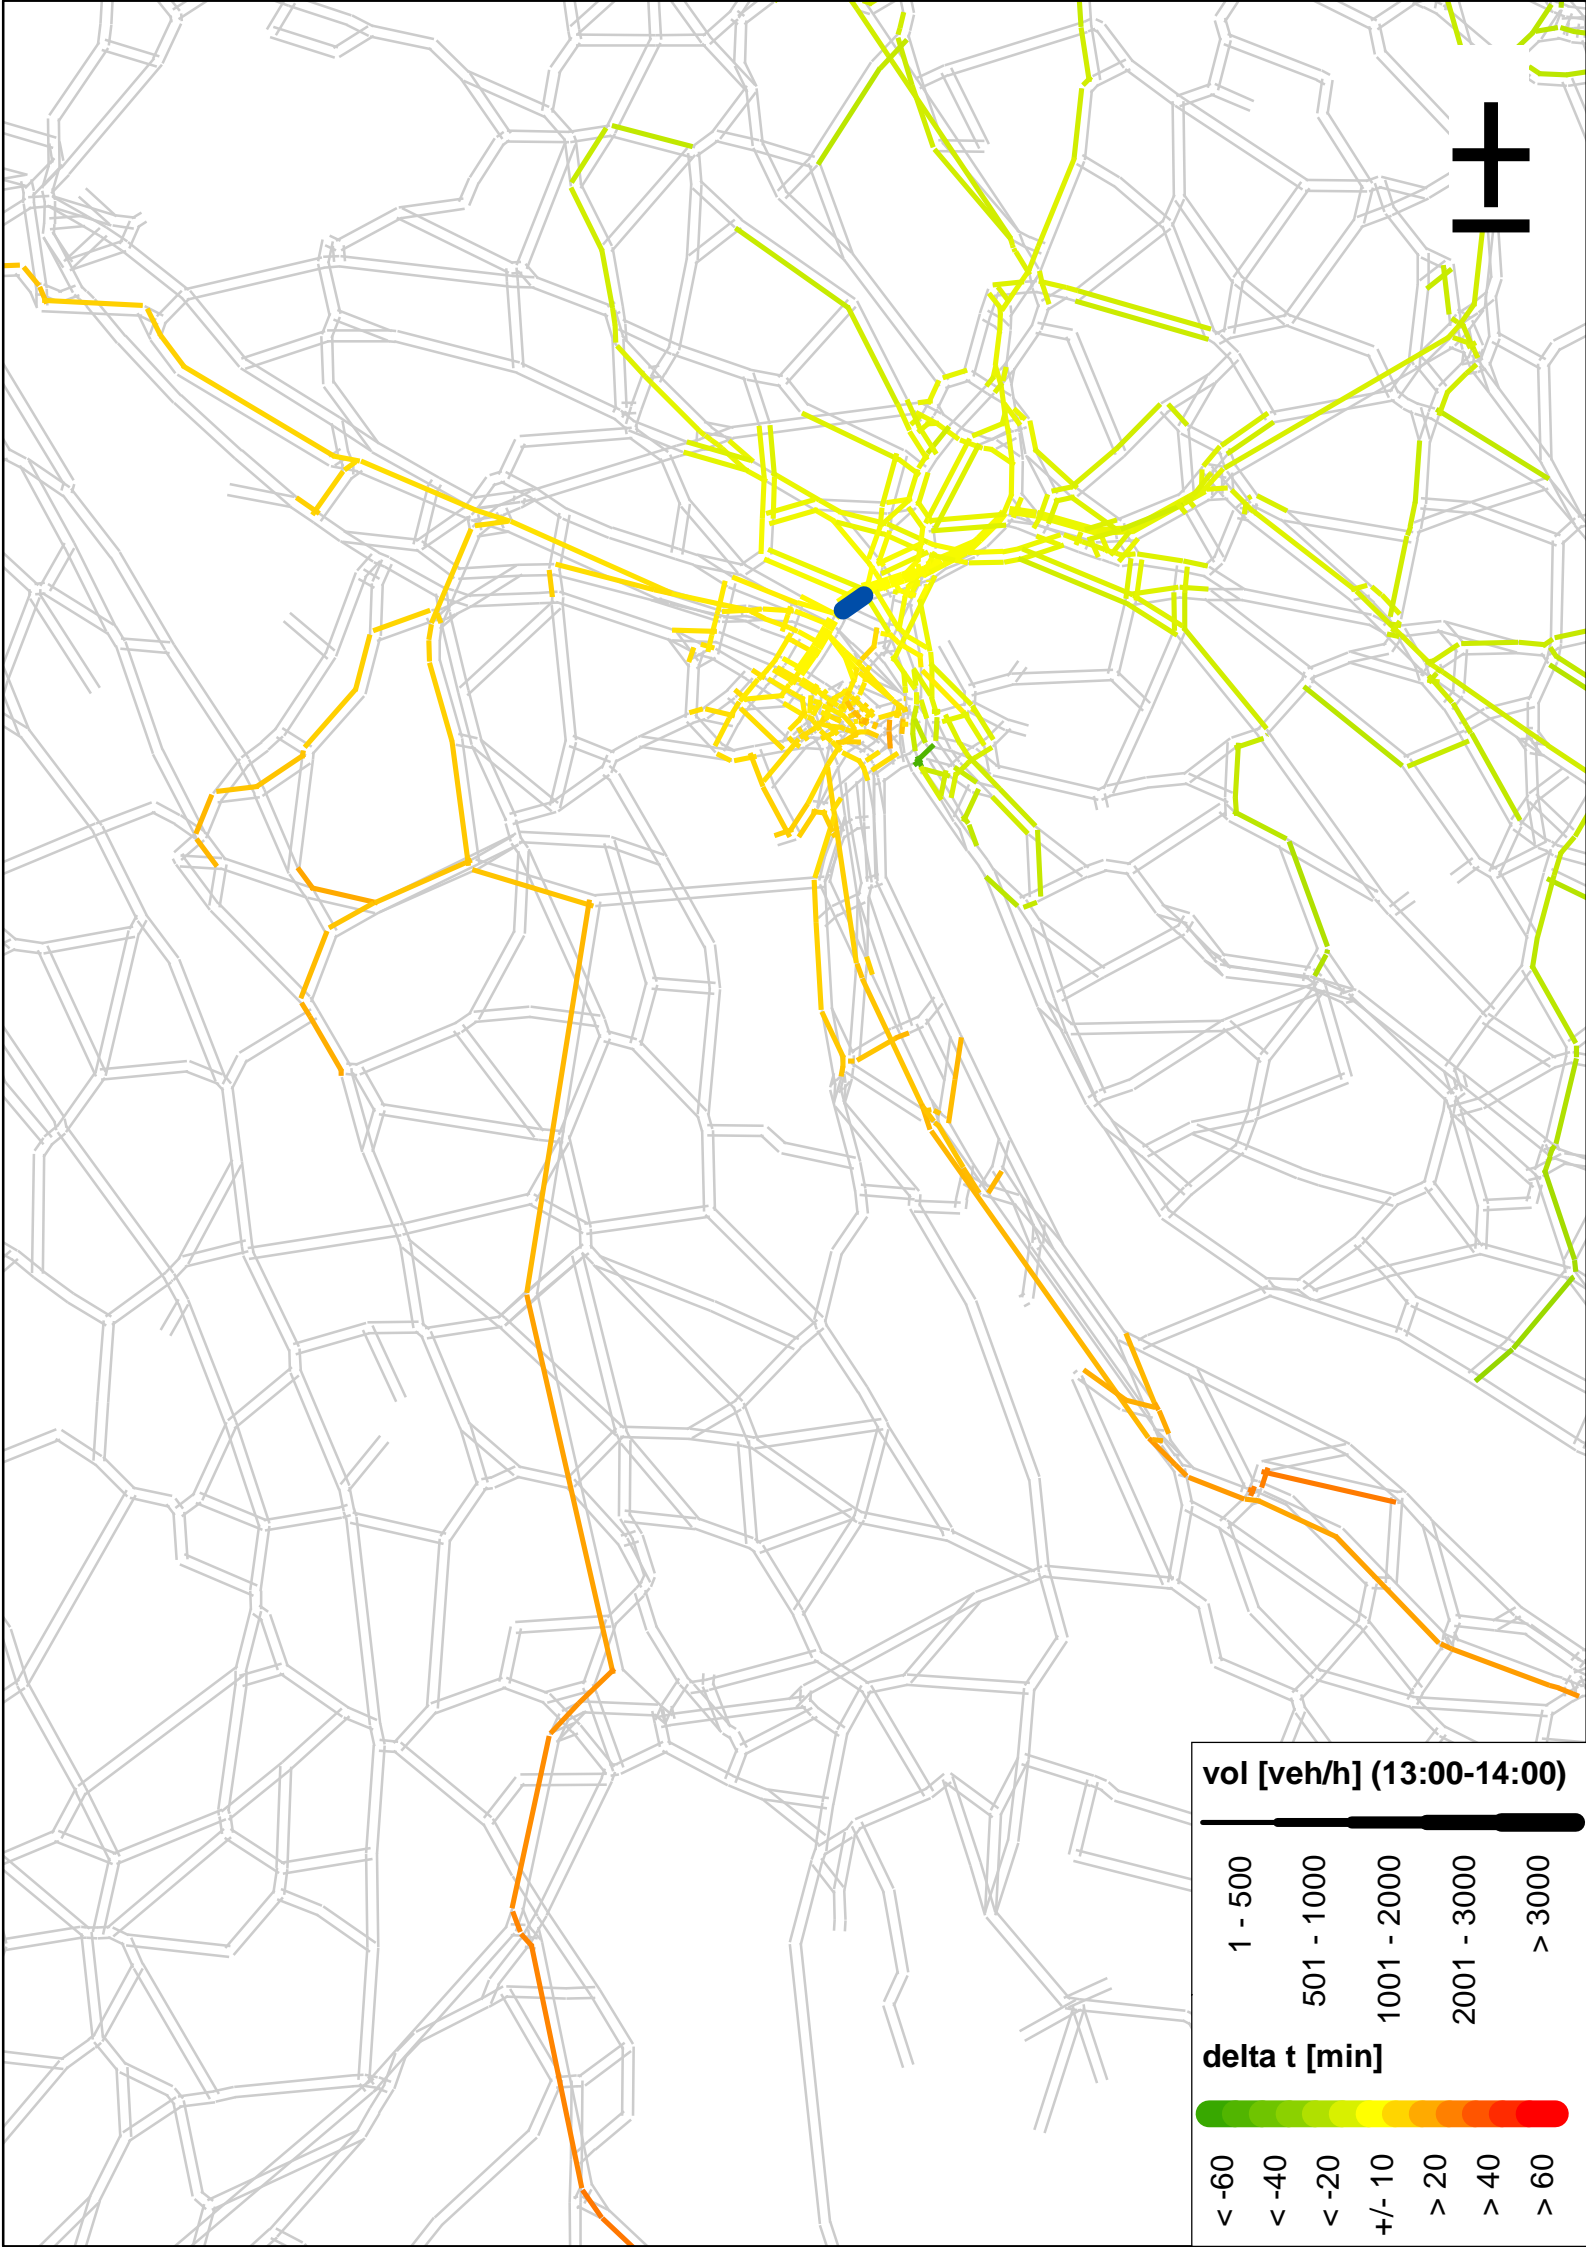 vol [veh/h] (13:00-14:00)
1 - 500
501 - 1000
1001 - 2000
2001 - 3000
> 3000
delta t [min]
< -60
< -40
< -20
+/- 10
> 20
> 40
> 60